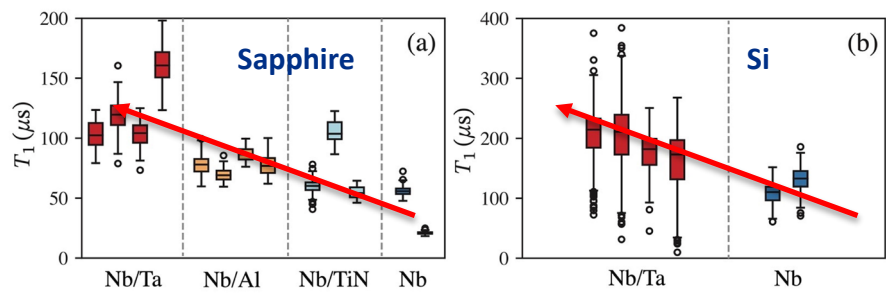 200
150
100
50
0
T₁ (μs)
Sapphire
(a)
Nb/Ta
Nb/Al
Nb/TiN
Nb
400
300
200
100
0
T₁ (μs)
Si
(b)
Nb/Ta
Nb